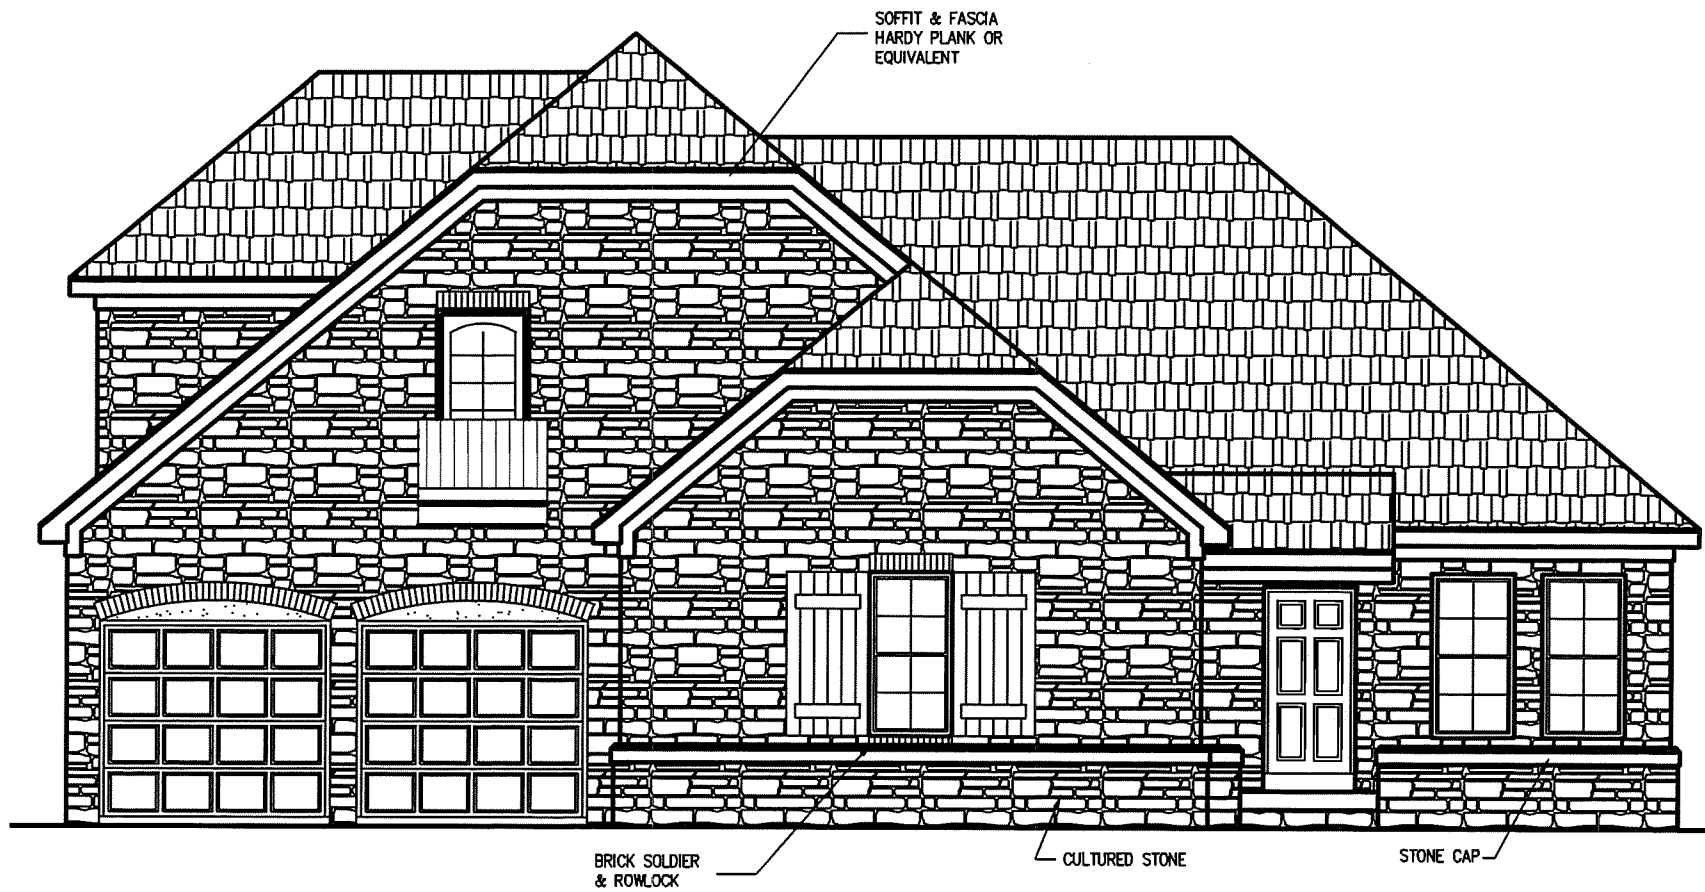 SOFFIT & FASCIA
HARDY PLANK OR
EQUIVALENT
BRICK SOLDIER
& ROWLOCK
CULTURED STONE
STONE CAP